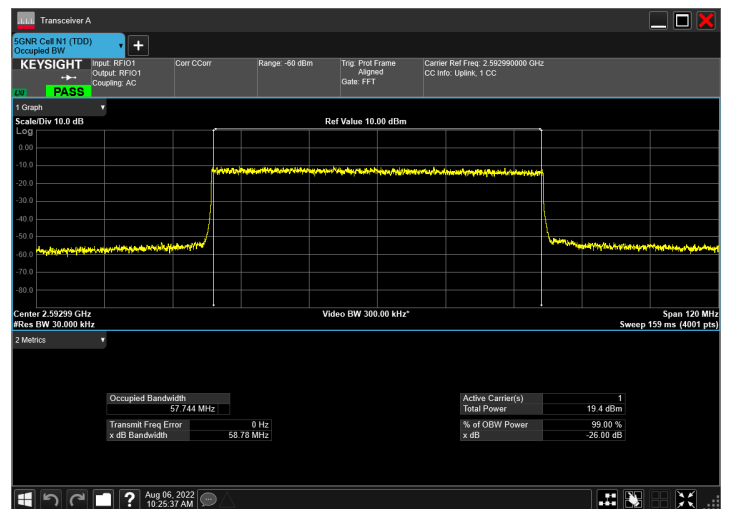 Transceiver A
5GNR Cell N1 (TDD)
Occupied BW
+
KEYSIGHT Input: RFIO1 Corr CCorr Range: -60 dBm Trig: Prot Frame Carrier Ref Freq: 2.592990000 GHz
Output: RFIO1 Aligned CC Info: Uplink, 1 CC
Coupling: AC Gate: FFT
PASS
1 Graph
Scale/Div 10.0 dB Ref Value 10.00 dBm
Log
0.00
-10.0
-20.0
-30.0
-40.0
-50.0
-60.0
-70.0
-80.0
Center 2.59299 GHz Video BW 300.00 kHz* Span 120 MHz
#Res BW 30.000 kHz Sweep 159 ms (4001 pts)
2 Metrics
Occupied Bandwidth Active Carrier(s) 1
57.744 MHz Total Power 19.4 dBm
Transmit Freq Error 0 Hz % of OBW Power 99.00 %
x dB Bandwidth 58.78 MHz x dB -26.00 dB
? Aug 06, 2022
10:25:37 AM